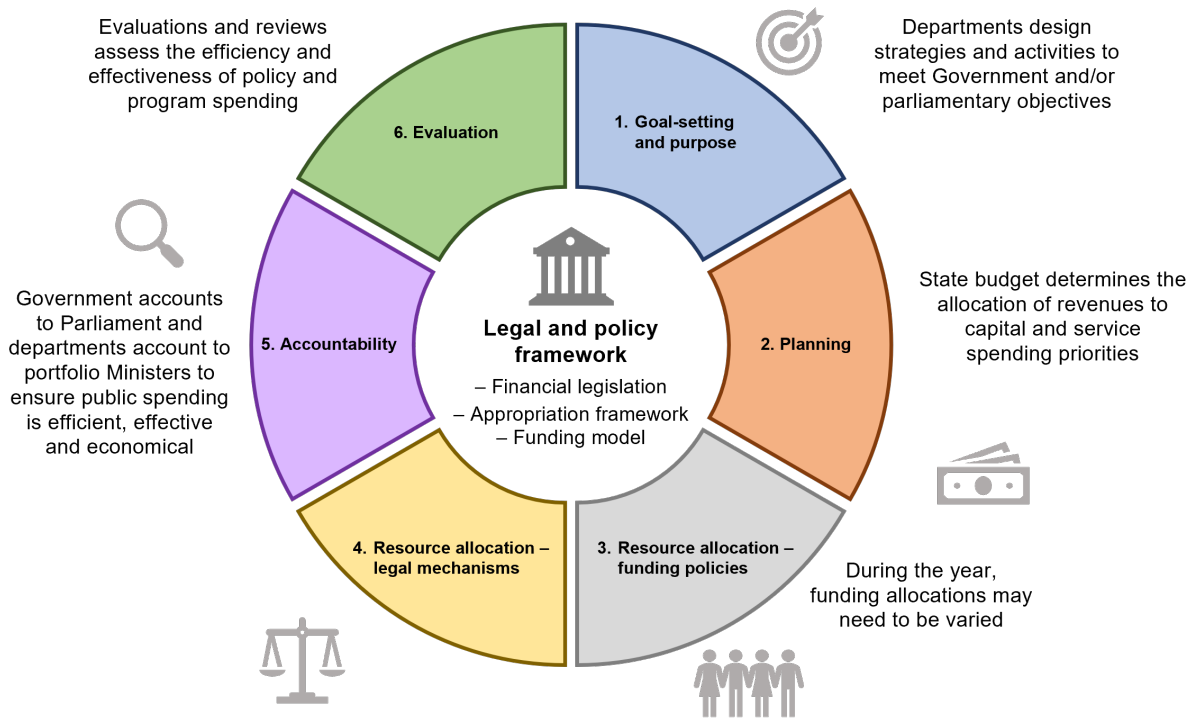 Evaluations and reviews
assess the efficiency and
effectiveness of policy and
program spending
Departments design
strategies and activities to
meet Government and/or
parliamentary objectives
6. Evaluation
1. Goal-setting
and purpose
Government accounts
to Parliament and
departments account to
portfolio Ministers to
ensure public spending
is efficient, effective
and economical
5. Accountability
Legal and policy
framework
– Financial legislation
– Appropriation framework
– Funding model
2. Planning
State budget determines the
allocation of revenues to
capital and service
spending priorities
4. Resource allocation –
legal mechanisms
3. Resource allocation –
funding policies
During the year,
funding allocations may
need to be varied